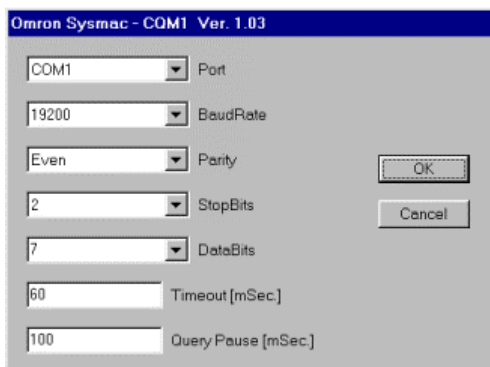 Omron Sysmac - CQM1 Ver. 1.03
COM1 Port
19200 BaudRate
Even Parity
OK
2 StopBits
Cancel
7 DataBits
60 Timeout [mSec.]
100 Query Pause [mSec.]